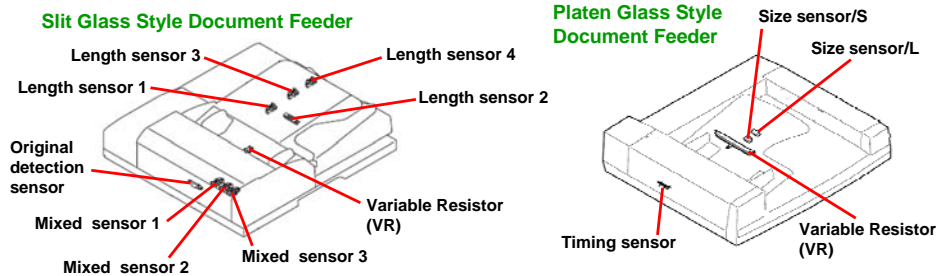 Slit Glass Style Document Feeder
Length sensor 3
Length sensor 4
Length sensor 1
Length sensor 2
Original
detection
sensor
Mixed  sensor 1
Mixed  sensor 2
Mixed  sensor 3
Variable Resistor
(VR)
Platen Glass Style
Document Feeder
Size sensor/S
Size sensor/L
Timing sensor
Variable Resistor
(VR)